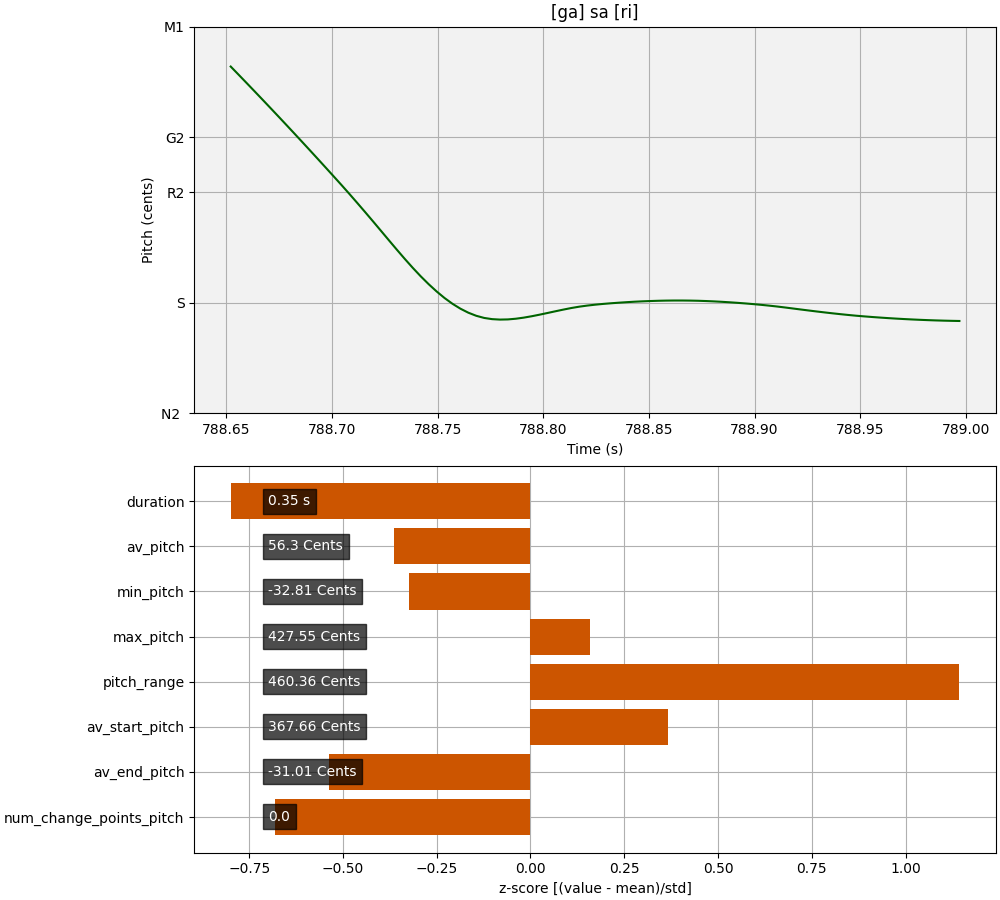 [ga] sa [ri]
M1
G2
R2
S
N2
Pitch (cents)
788.65 788.70 788.75 788.80 788.85 788.90 788.95 789.00
Time (s)
duration 0.35 s
av_pitch 56.3 Cents
min_pitch -32.81 Cents
max_pitch 427.55 Cents
pitch_range 460.36 Cents
av_start_pitch 367.66 Cents
av_end_pitch -31.01 Cents
num_change_points_pitch 0.0
−0.75 −0.50 −0.25 0.00 0.25 0.50 0.75 1.00
z-score [(value - mean)/std]